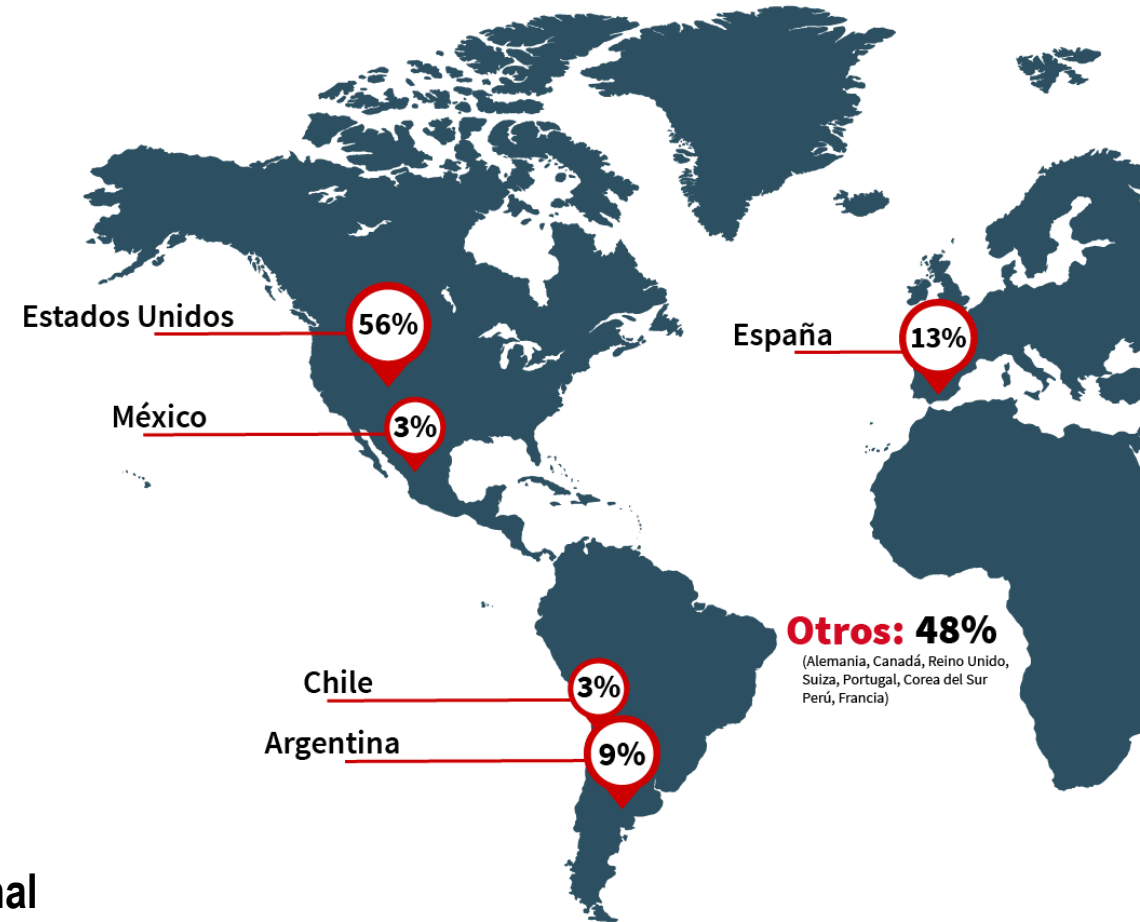 Estados Unidos
56%
España
13%
México
3%
Otros: 48%
(Alemania, Canadá, Reino Unido,
Suiza, Portugal, Corea del Sur
Perú, Francia)
Chile
3%
Argentina
9%